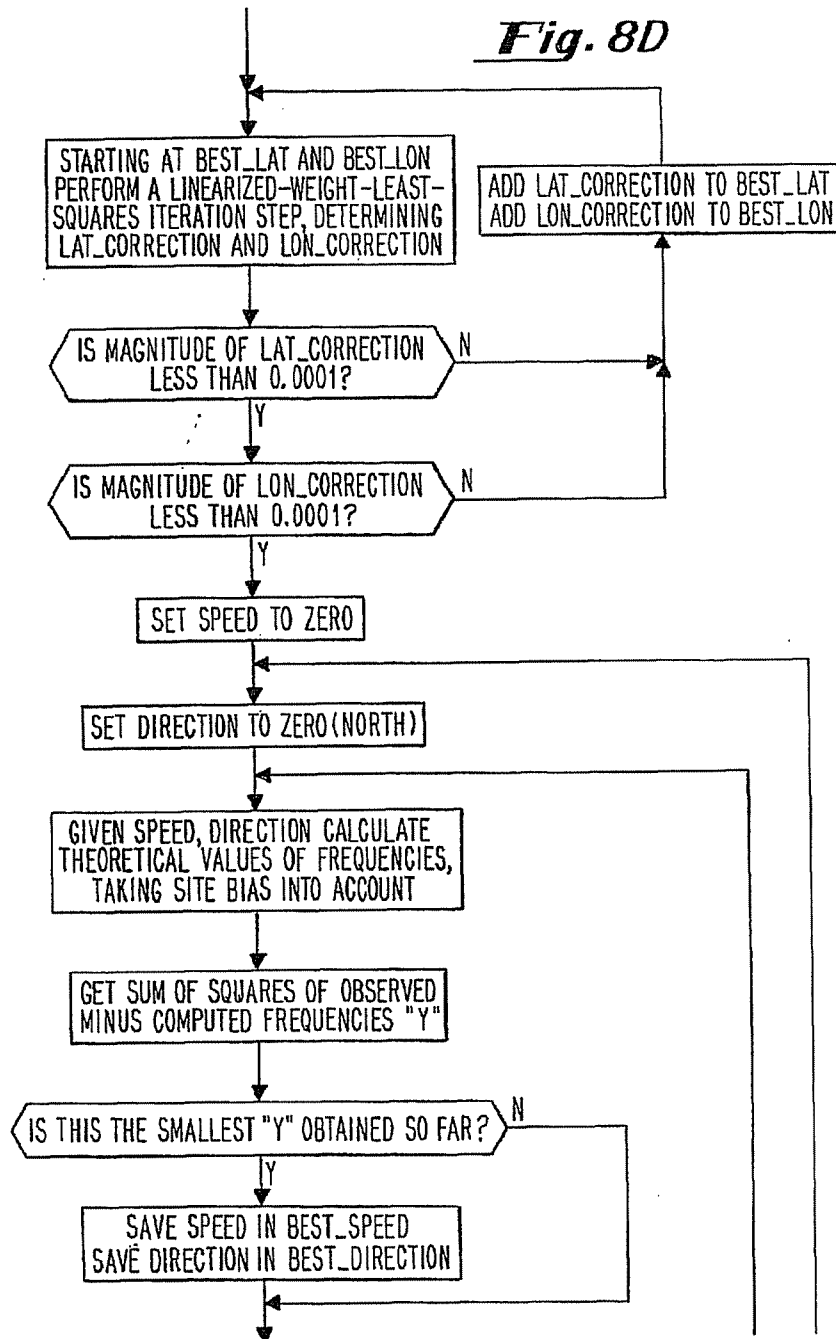 Fig. 8D
STARTING AT BEST_LAT AND BEST_LON
PERFORM A LINEARIZED-WEIGHT-LEAST-
SQUARES ITERATION STEP, DETERMINING
LAT_CORRECTION AND LON_CORRECTION
ADD LAT_CORRECTION TO BEST_LAT
ADD LON_CORRECTION TO BEST_LON
IS MAGNITUDE OF LAT_CORRECTION
LESS THAN 0.0001?
N
Y
IS MAGNITUDE OF LON_CORRECTION
LESS THAN 0.0001?
N
Y
SET SPEED TO ZERO
SET DIRECTION TO ZERO(NORTH)
GIVEN SPEED, DIRECTION CALCULATE
THEORETICAL VALUES OF FREQUENCIES,
TAKING SITE BIAS INTO ACCOUNT
GET SUM OF SQUARES OF OBSERVED
MINUS COMPUTED FREQUENCIES "Y"
IS THIS THE SMALLEST "Y" OBTAINED SO FAR?
N
Y
SAVE SPEED IN BEST_SPEED
SAVE DIRECTION IN BEST_DIRECTION